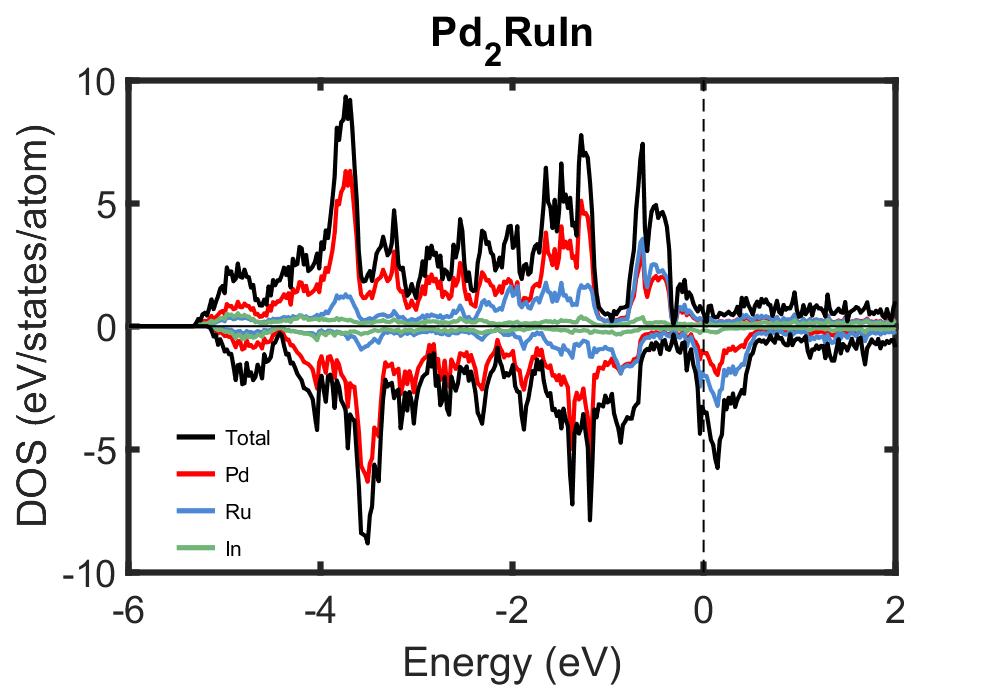 Pd2RuIn
10
5
0
-5
-10
DOS (eV/states/atom)
Total
Pd
Ru
In
-6 -4 -2 0 2
Energy (eV)